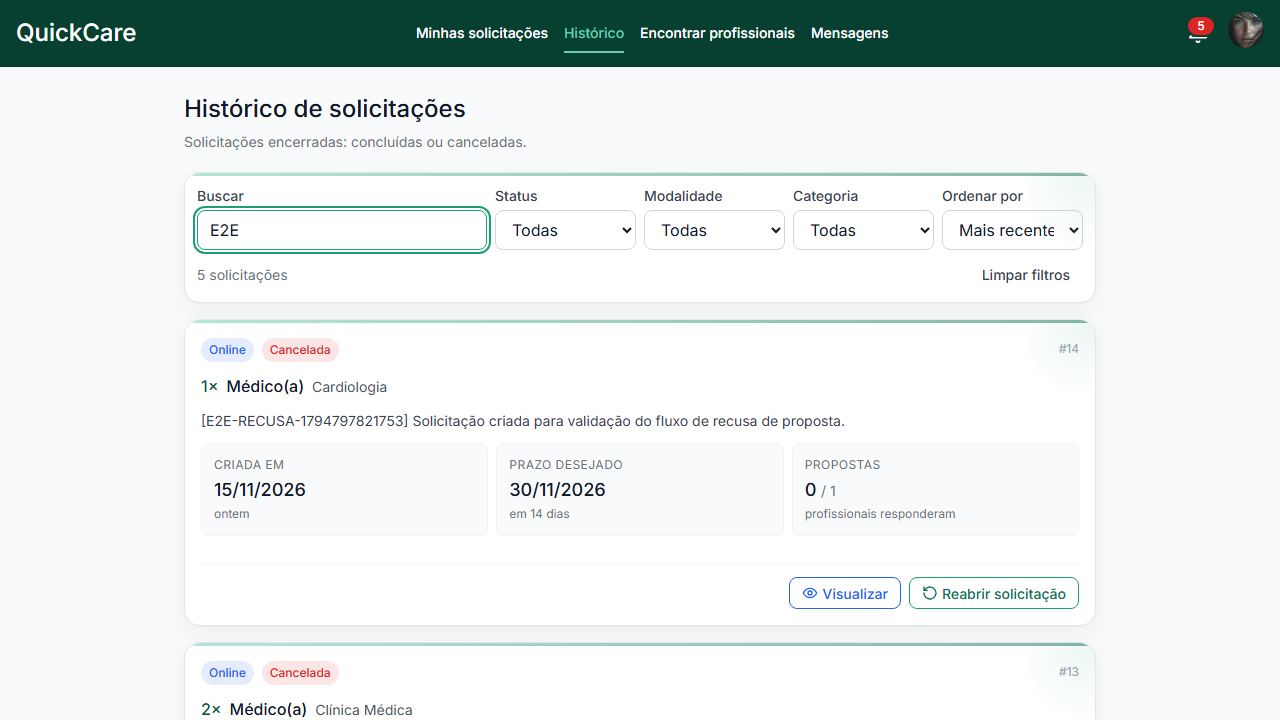 QuickCare
Minhas solicitações Histórico Encontrar profissionais Mensagens
5
Histórico de solicitações
Solicitações encerradas: concluídas ou canceladas.
Buscar Status Modalidade Categoria Ordenar por
E2E Todas Todas Todas Mais recente
5 solicitações Limpar filtros
Online Cancelada #14
1× Médico(a) Cardiologia
[E2E-RECUSA-1794797821753] Solicitação criada para validação do fluxo de recusa de proposta.
CRIADA EM PRAZO DESEJADO PROPOSTAS
15/11/2026 30/11/2026 0 / 1
ontem em 14 dias profissionais responderam
Visualizar Reabrir solicitação
Online Cancelada #13
2× Médico(a) Clínica Médica